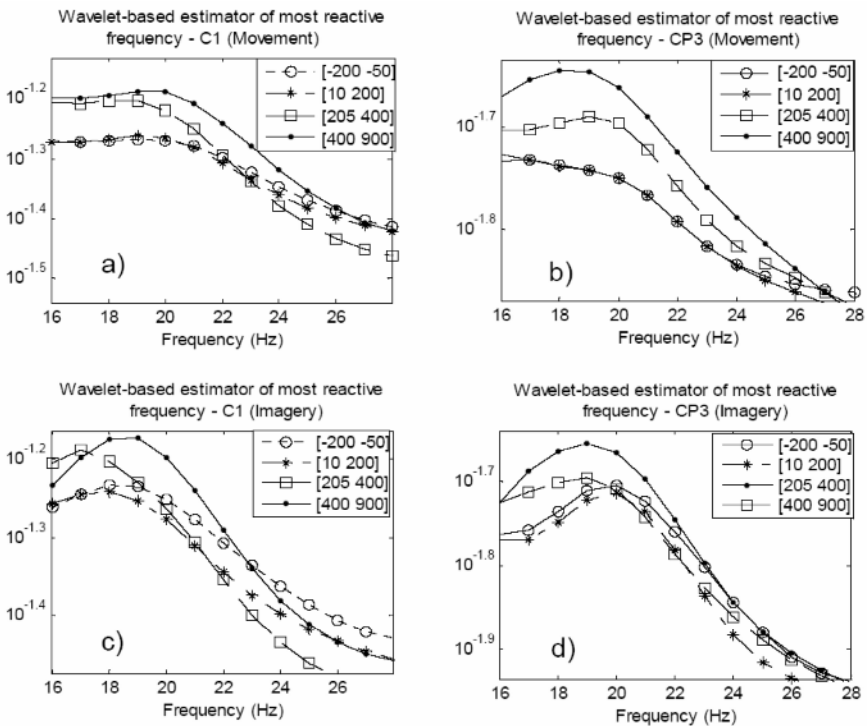 Wavelet-based estimator of most reactive
frequency - C1 (Movement)
10^-1.2
10^-1.3
10^-1.4
10^-1.5
[-200 -50]
[10 200]
[205 400]
[400 900]
a)
16 18 20 22 24 26
Frequency (Hz)
Wavelet-based estimator of most reactive
frequency - CP3 (Movement)
10^-1.7
10^-1.8
[-200 -50]
[10 200]
[205 400]
[400 900]
b)
16 18 20 22 24 26 28
Frequency (Hz)
Wavelet-based estimator of most reactive
frequency - C1 (Imagery)
10^-1.2
10^-1.3
10^-1.4
[-200 -50]
[10 200]
[205 400]
[400 900]
c)
16 18 20 22 24 26
Frequency (Hz)
Wavelet-based estimator of most reactive
frequency - CP3 (Imagery)
10^-1.7
10^-1.8
10^-1.9
[-200 -50]
[10 200]
[205 400]
[400 900]
d)
16 18 20 22 24 26 28
Frequency (Hz)